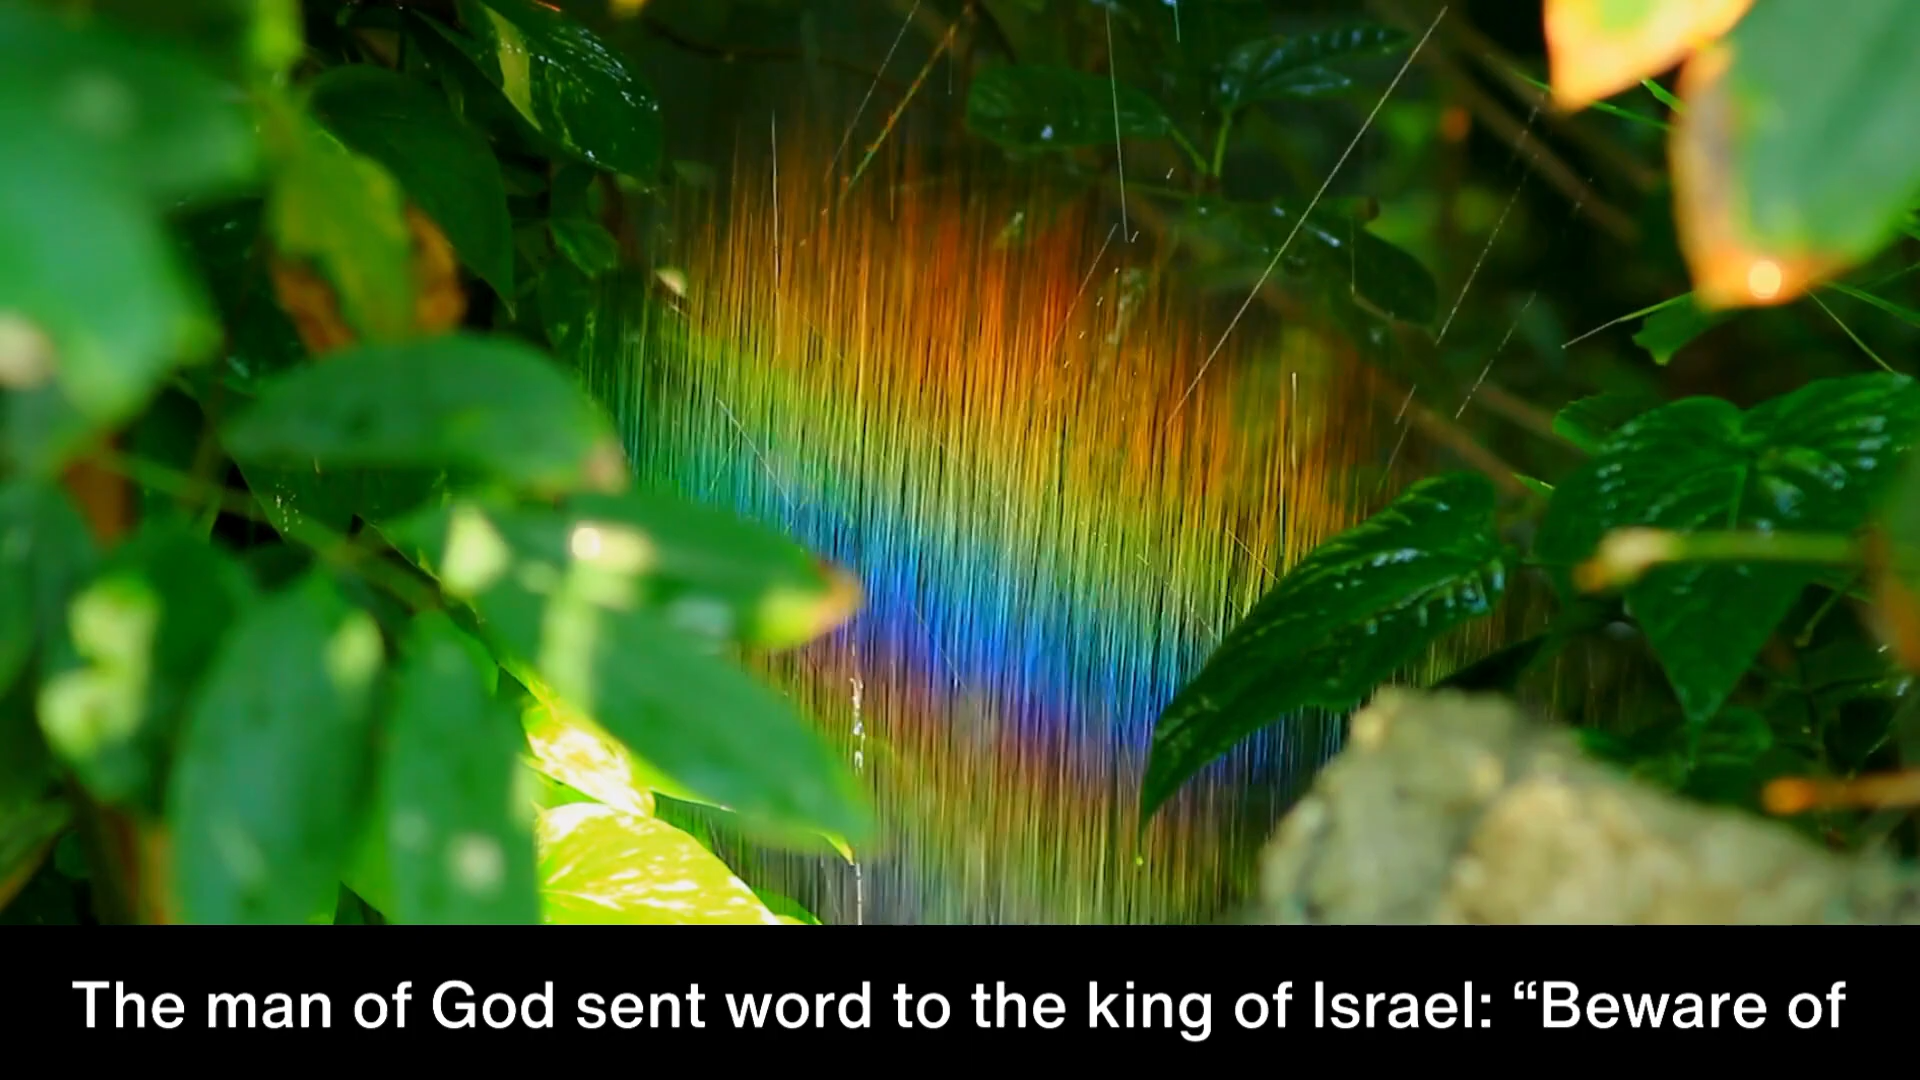 The man of God sent word to the king of Israel: “Beware of